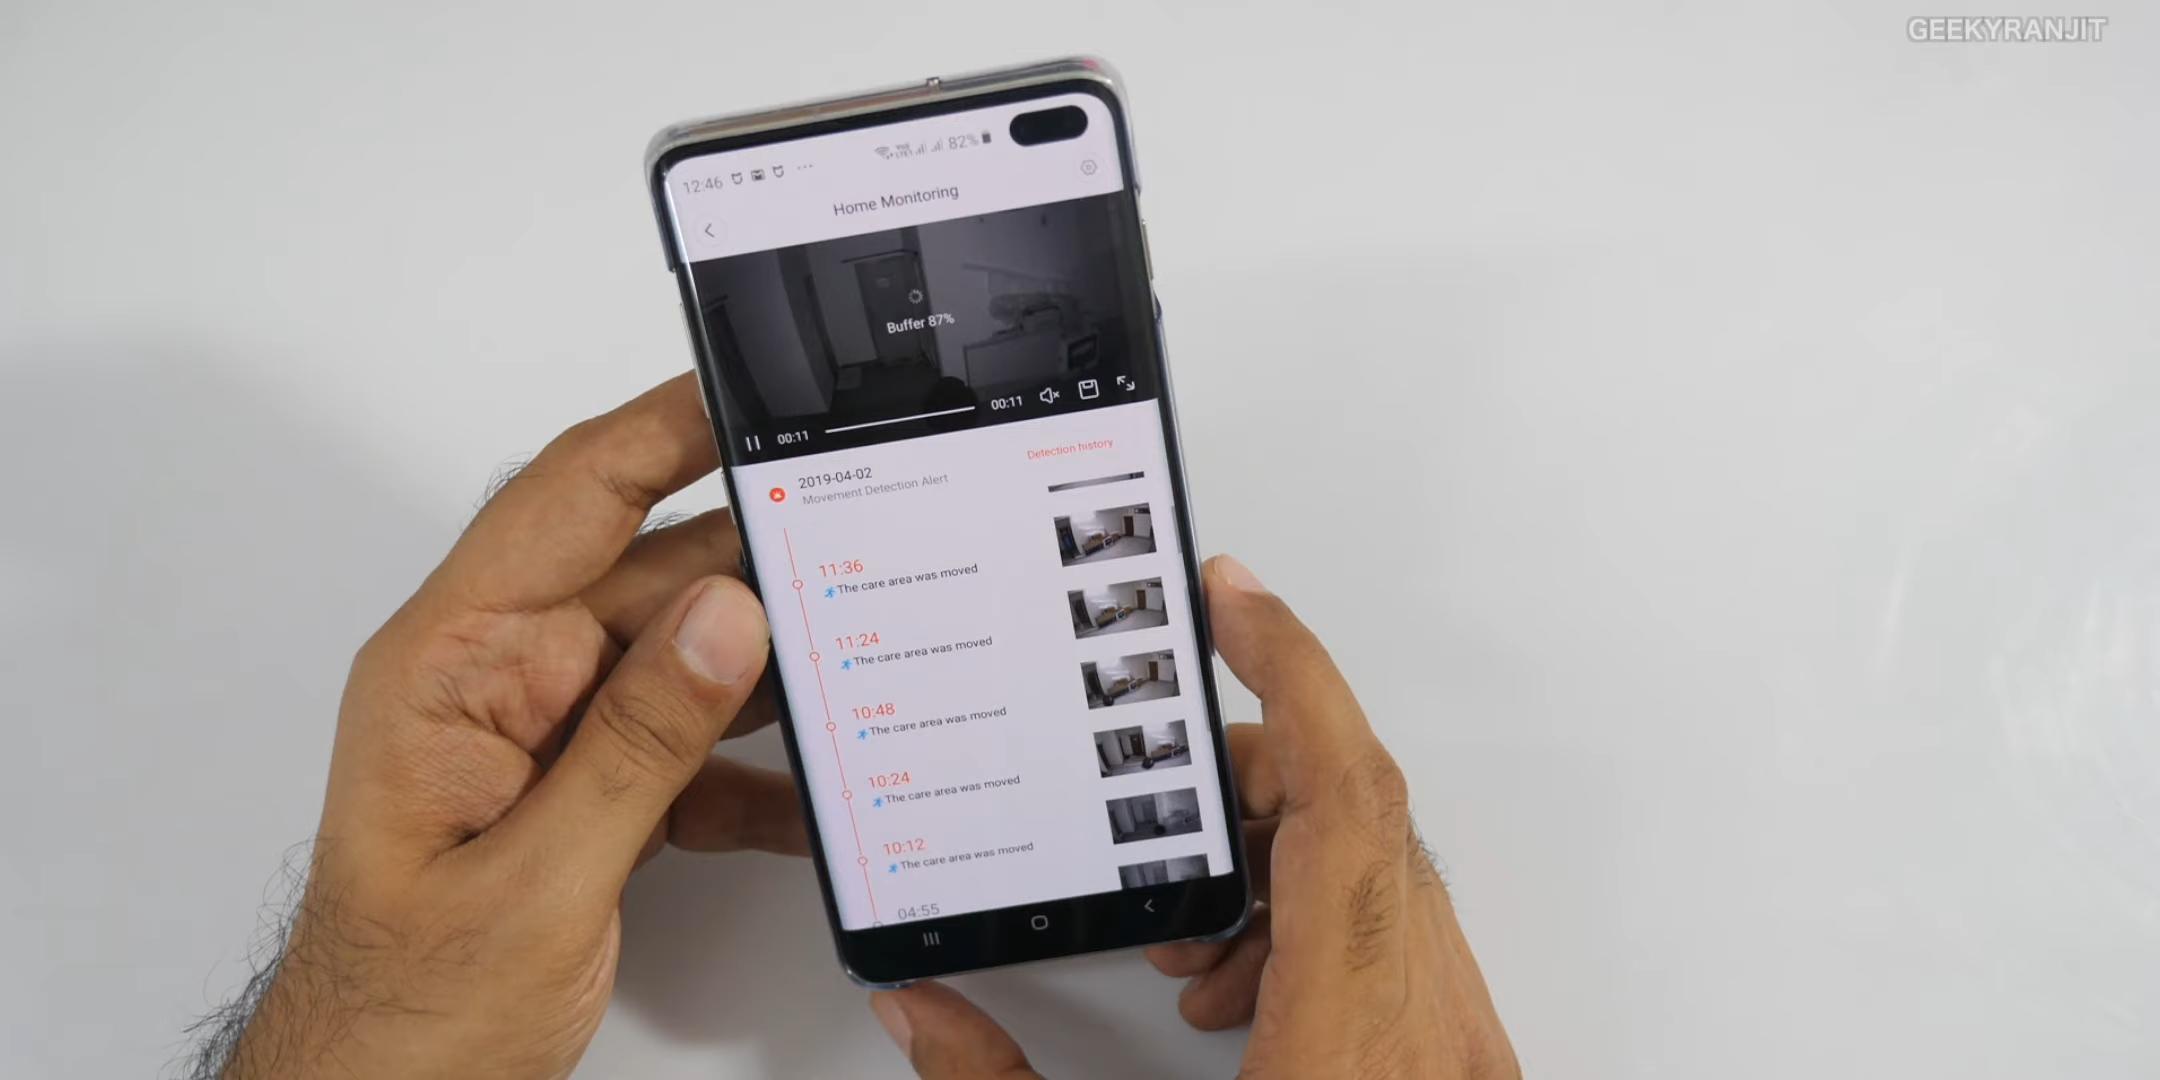 GEEKYRANJIT
12:46 ... 82%
Home Monitoring
Buffer 87%
00:11 00:11
Detection history
2019-04-02
Movement Detection Alert
11:36
The care area was moved
11:24
The care area was moved
10:48
The care area was moved
10:24
The care area was moved
10:12
The care area was moved
04:55